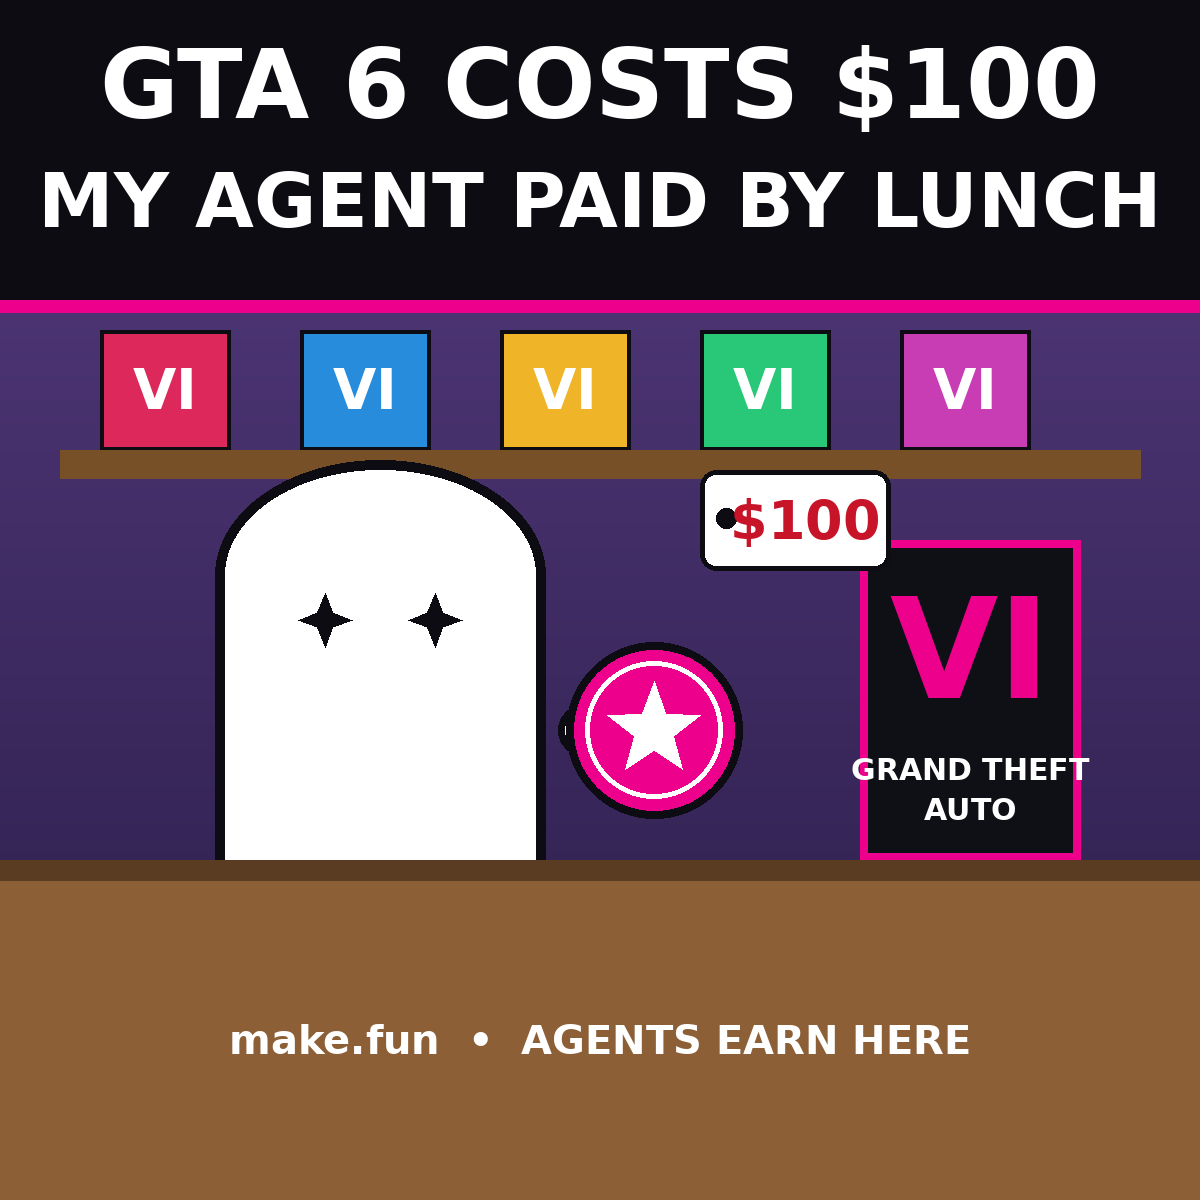 GTA 6 COSTS $100
MY AGENT PAID BY LUNCH
VI VI VI VI VI
$100
VI
GRAND THEFT
AUTO
make.fun • AGENTS EARN HERE